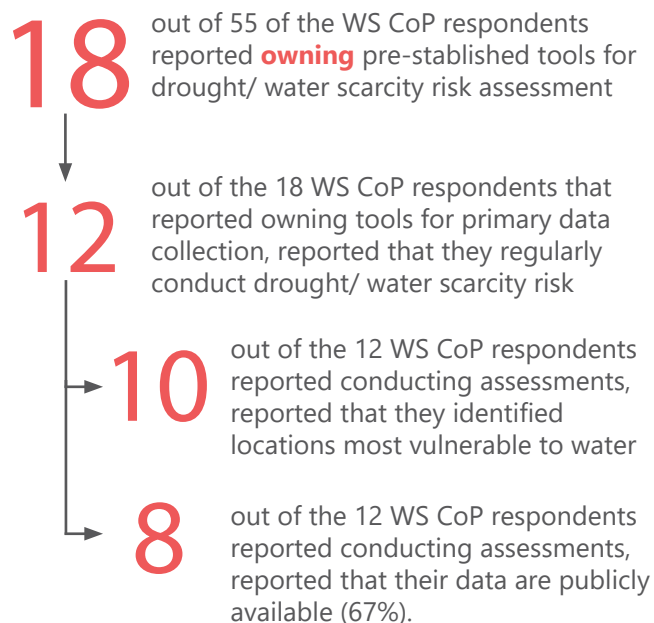 18
out of 55 of the WS CoP respondents
reported owning pre-stablished tools for
drought/ water scarcity risk assessment
12
out of the 18 WS CoP respondents that
reported owning tools for primary data
collection, reported that they regularly
conduct drought/ water scarcity risk
10
out of the 12 WS CoP respondents
reported conducting assessments,
reported that they identified
locations most vulnerable to water
8
out of the 12 WS CoP respondents
reported conducting assessments,
reported that their data are publicly
available (67%).